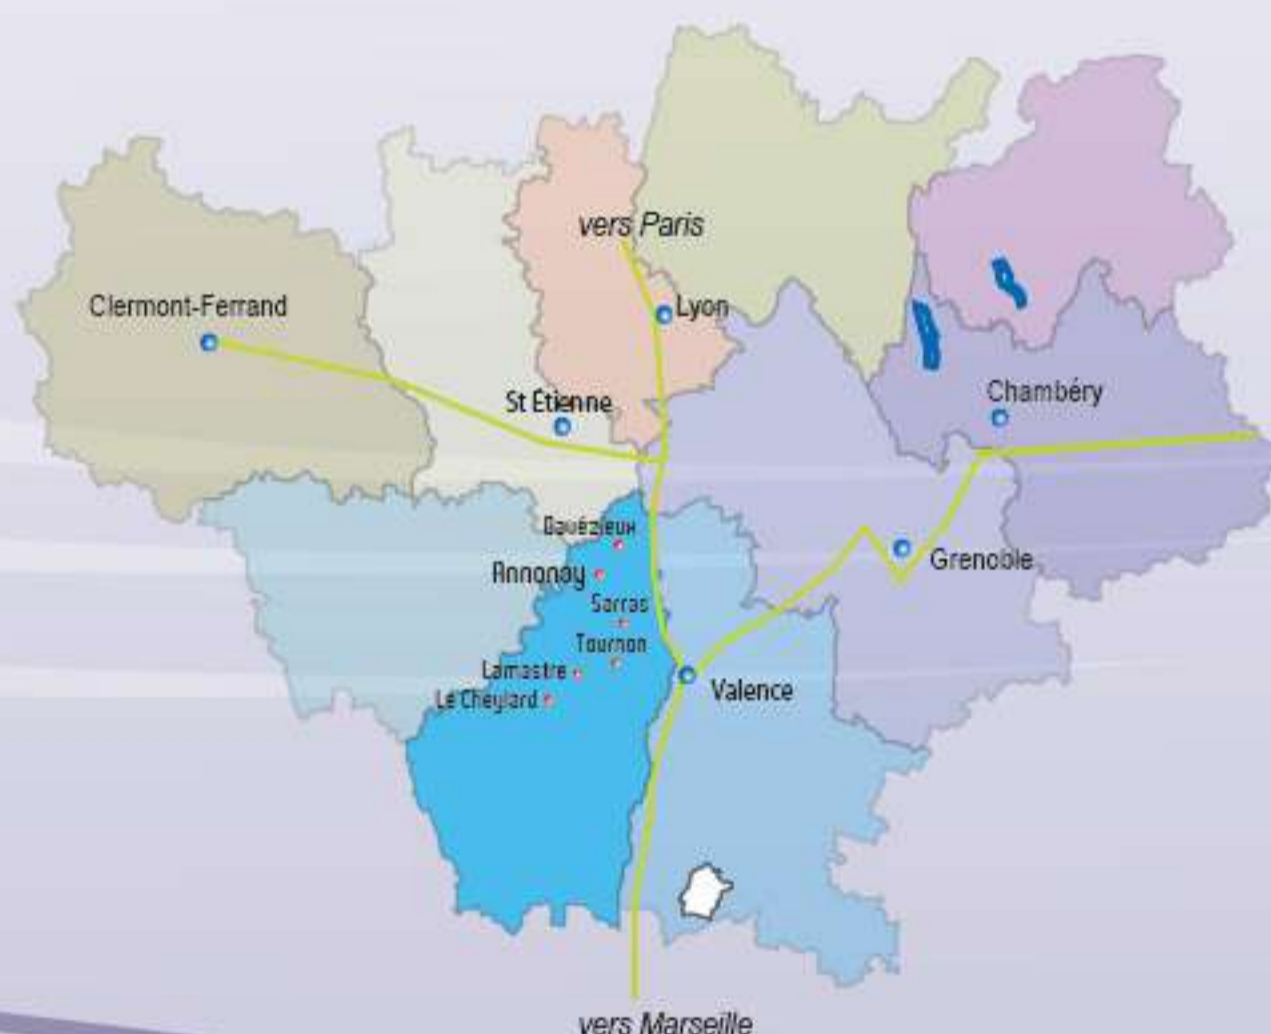 vers Paris
Clermont-Ferrand
Lyon
St Étienne
Chambéry
Davézieux
Annonay
Grenoble
Sarras
Tournon
Lamastre
Valence
Le Cheylard
vers Marseille